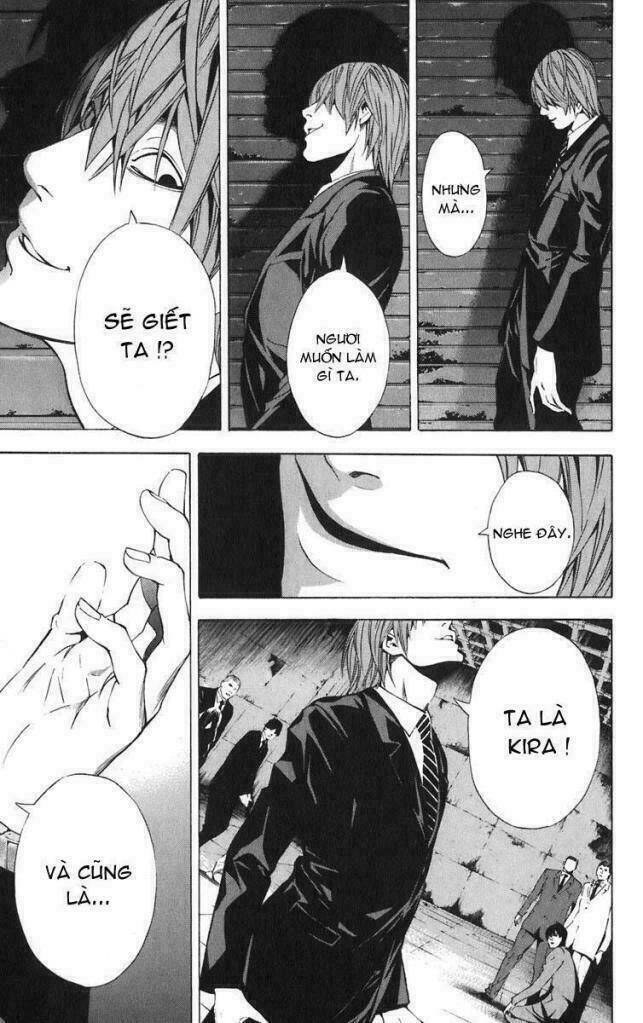 NHƯNG
MÀ...
NGƯƠI
MUỐN LÀM
GÌ TA.
SẼ GIẾT
TA !?
NGHE ĐÂY.
TA LÀ
KIRA !
VÀ CŨNG
LÀ...